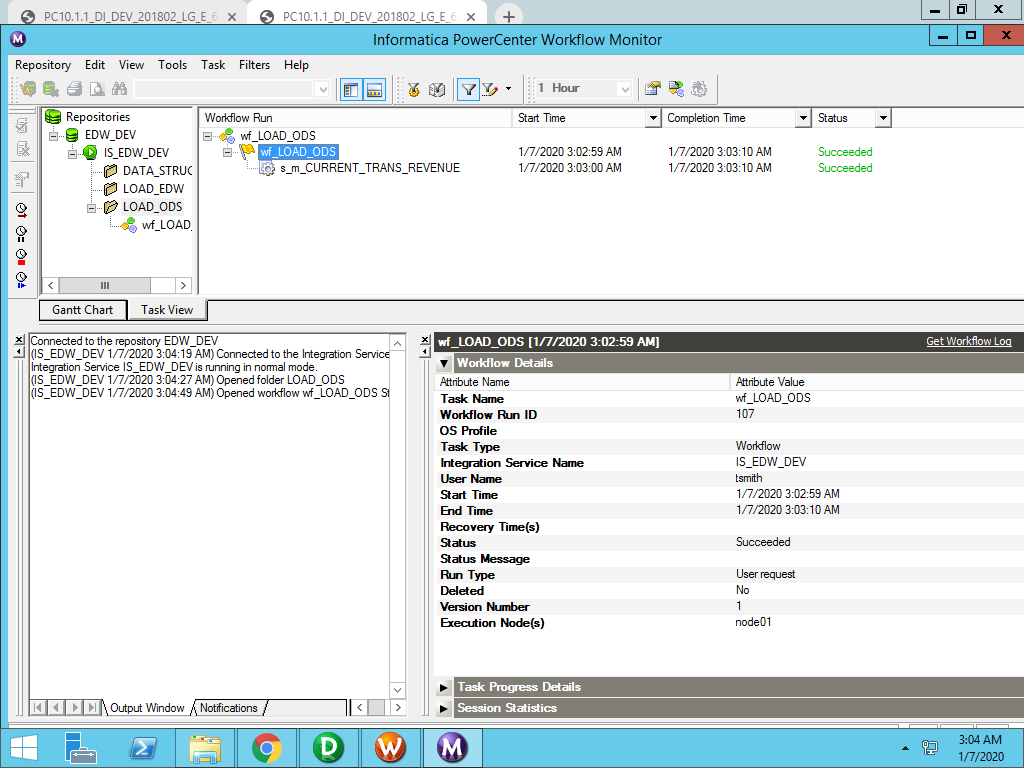 PC10.1.1_DI_DEV_201802_LG_E_6
PC10.1.1_DI_DEV_201802_LG_E_6
Informatica PowerCenter Workflow Monitor
Repository Edit View Tools Task Filters Help
1 Hour
Repositories
EDW_DEV
IS_EDW_DEV
DATA_STRUC
LOAD_EDW
LOAD_ODS
wf_LOAD_
Workflow Run Start Time Completion Time Status
wf_LOAD_ODS
wf_LOAD_ODS 1/7/2020 3:02:59 AM 1/7/2020 3:03:10 AM Succeeded
s_m_CURRENT_TRANS_REVENUE 1/7/2020 3:03:00 AM 1/7/2020 3:03:10 AM Succeeded
Gantt Chart Task View
Connected to the repository EDW_DEV
(IS_EDW_DEV 1/7/2020 3:04:19 AM) Connected to the Integration Service
Integration Service IS_EDW_DEV is running in normal mode.
(IS_EDW_DEV 1/7/2020 3:04:27 AM) Opened folder LOAD_ODS
(IS_EDW_DEV 1/7/2020 3:04:49 AM) Opened workflow wf_LOAD_ODS St
Output Window Notifications
wf_LOAD_ODS [1/7/2020 3:02:59 AM] Get Workflow Log
Workflow Details
Attribute Name Attribute Value
Task Name wf_LOAD_ODS
Workflow Run ID 107
OS Profile
Task Type Workflow
Integration Service Name IS_EDW_DEV
User Name tsmith
Start Time 1/7/2020 3:02:59 AM
End Time 1/7/2020 3:03:10 AM
Recovery Time(s)
Status Succeeded
Status Message
Run Type User request
Deleted No
Version Number 1
Execution Node(s) node01
Task Progress Details
Session Statistics
3:04 AM
1/7/2020